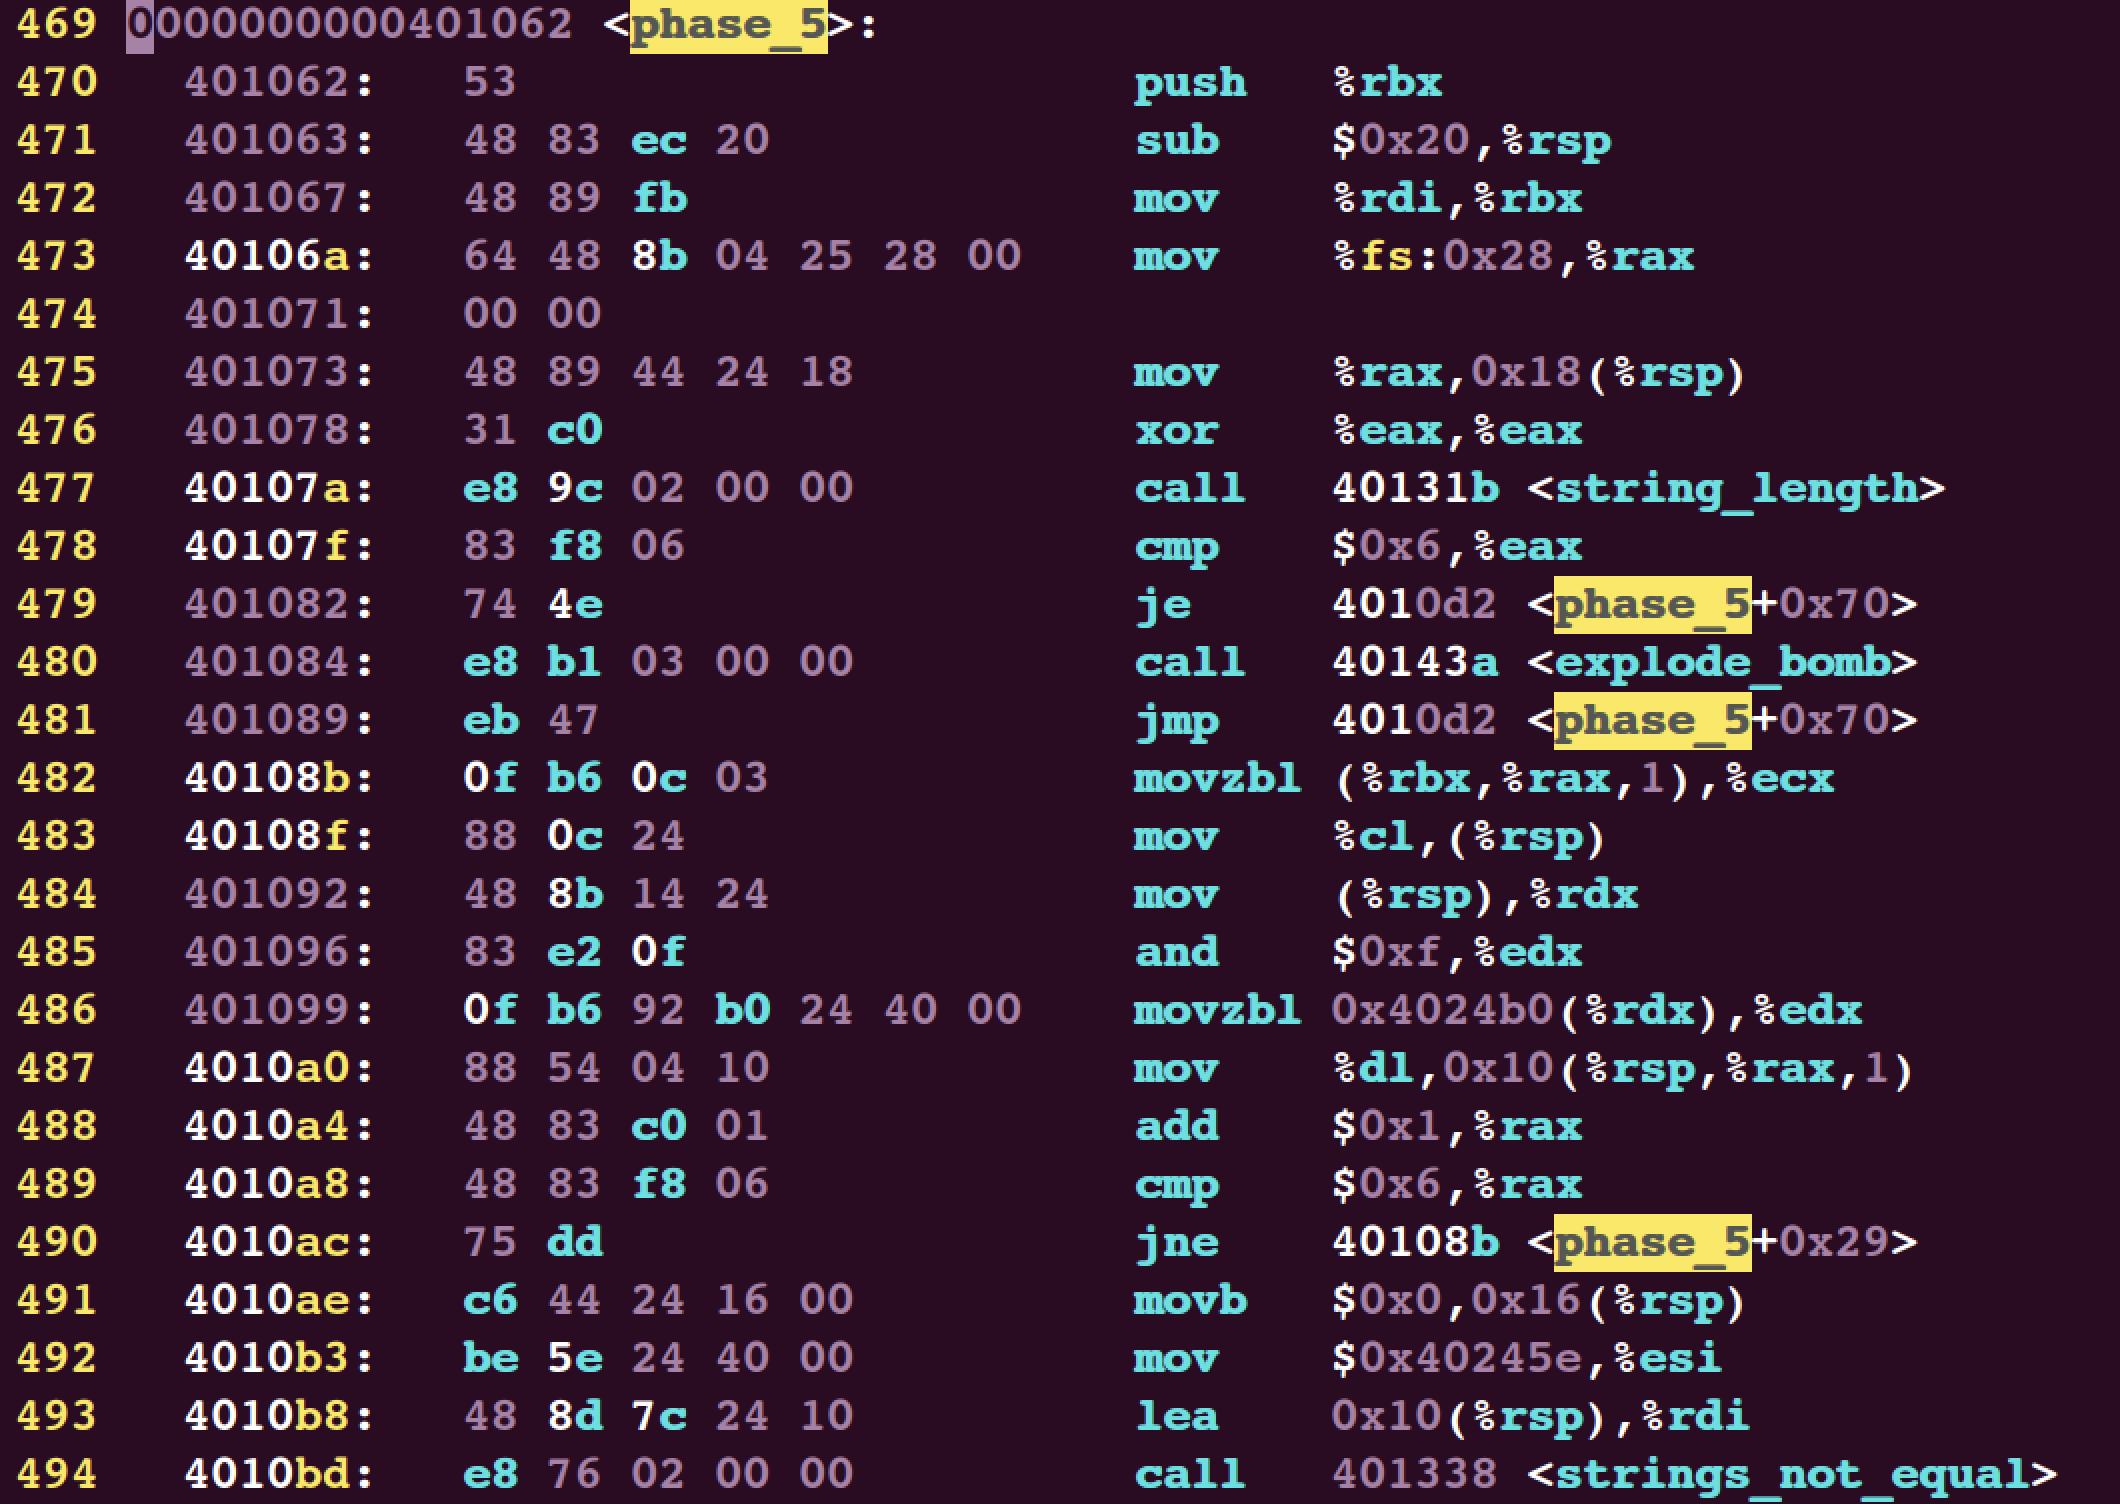 469 0000000000401062 <phase_5>:
470 401062: 53 push %rbx
471 401063: 48 83 ec 20 sub $0x20,%rsp
472 401067: 48 89 fb mov %rdi,%rbx
473 40106a: 64 48 8b 04 25 28 00 mov %fs:0x28,%rax
474 401071: 00 00
475 401073: 48 89 44 24 18 mov %rax,0x18(%rsp)
476 401078: 31 c0 xor %eax,%eax
477 40107a: e8 9c 02 00 00 call 40131b <string_length>
478 40107f: 83 f8 06 cmp $0x6,%eax
479 401082: 74 4e je 4010d2 <phase_5+0x70>
480 401084: e8 b1 03 00 00 call 40143a <explode_bomb>
481 401089: eb 47 jmp 4010d2 <phase_5+0x70>
482 40108b: 0f b6 0c 03 movzbl (%rbx,%rax,1),%ecx
483 40108f: 88 0c 24 mov %cl,(%rsp)
484 401092: 48 8b 14 24 mov (%rsp),%rdx
485 401096: 83 e2 0f and $0xf,%edx
486 401099: 0f b6 92 b0 24 40 00 movzbl 0x4024b0(%rdx),%edx
487 4010a0: 88 54 04 10 mov %dl,0x10(%rsp,%rax,1)
488 4010a4: 48 83 c0 01 add $0x1,%rax
489 4010a8: 48 83 f8 06 cmp $0x6,%rax
490 4010ac: 75 dd jne 40108b <phase_5+0x29>
491 4010ae: c6 44 24 16 00 movb $0x0,0x16(%rsp)
492 4010b3: be 5e 24 40 00 mov $0x40245e,%esi
493 4010b8: 48 8d 7c 24 10 lea 0x10(%rsp),%rdi
494 4010bd: e8 76 02 00 00 call 401338 <strings_not_equal>